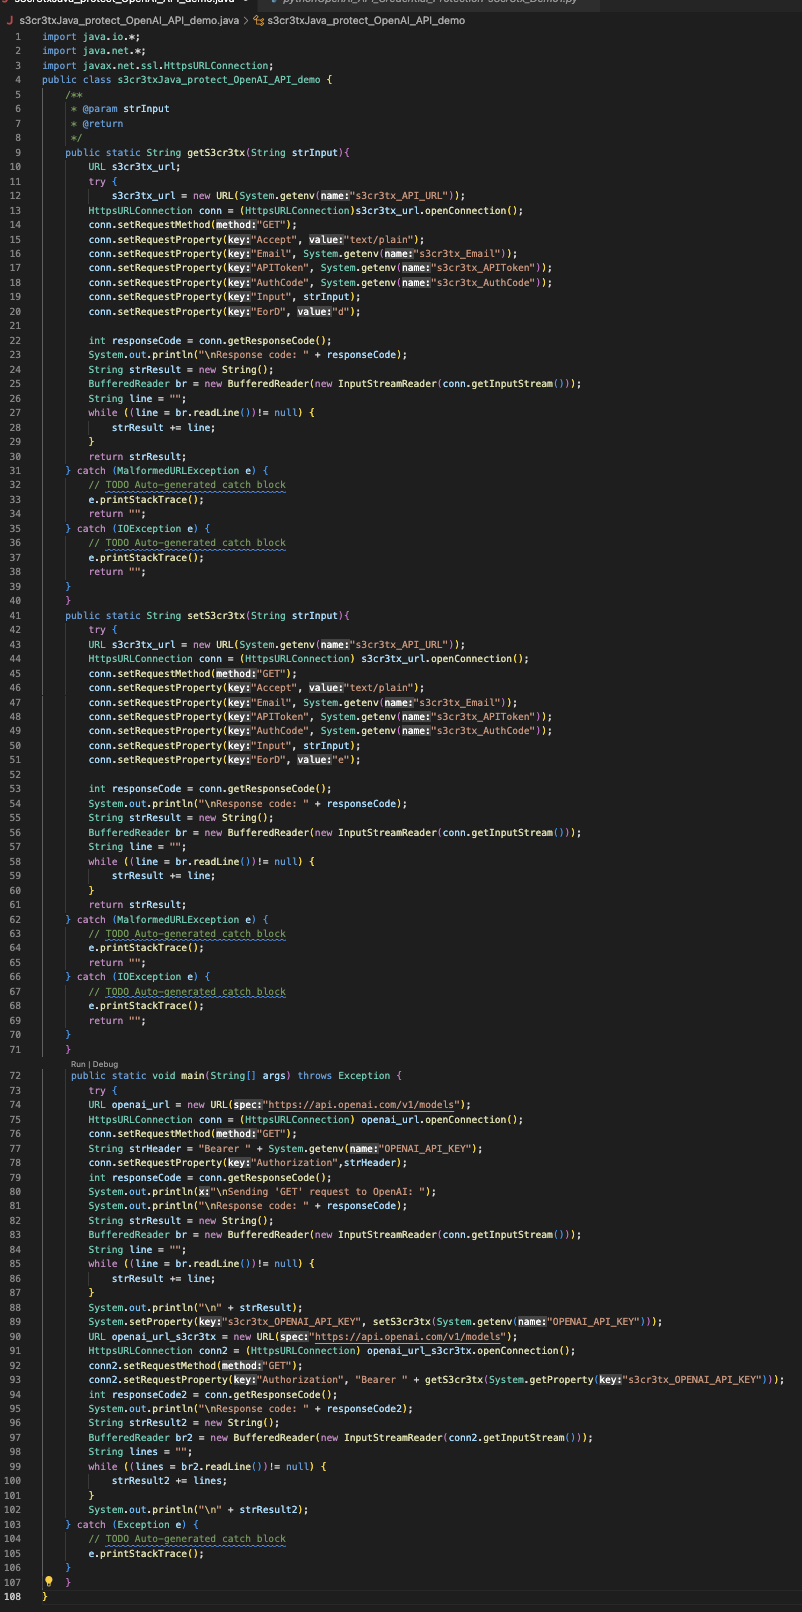 s3cr3txJava_protect_OpenAI_API_demo.java pythonOpenAI_API_Credential_Protection-s3cr3tx_Demo1.py
J s3cr3txJava_protect_OpenAI_API_demo.java > s3cr3txJava_protect_OpenAI_API_demo
1 import java.io.*;
2 import java.net.*;
3 import javax.net.ssl.HttpsURLConnection;
4 public class s3cr3txJava_protect_OpenAI_API_demo {
5 /**
6 * @param strInput
7 * @return
8 */
9 public static String getS3cr3tx(String strInput){
10 URL s3cr3tx_url;
11 try {
12 s3cr3tx_url = new URL(System.getenv(name:"s3cr3tx_API_URL"));
13 HttpsURLConnection conn = (HttpsURLConnection)s3cr3tx_url.openConnection();
14 conn.setRequestMethod(method:"GET");
15 conn.setRequestProperty(key:"Accept", value:"text/plain");
16 conn.setRequestProperty(key:"Email", System.getenv(name:"s3cr3tx_Email"));
17 conn.setRequestProperty(key:"APIToken", System.getenv(name:"s3cr3tx_APIToken"));
18 conn.setRequestProperty(key:"AuthCode", System.getenv(name:"s3cr3tx_AuthCode"));
19 conn.setRequestProperty(key:"Input", strInput);
20 conn.setRequestProperty(key:"EorD", value:"d");
21
22 int responseCode = conn.getResponseCode();
23 System.out.println("\nResponse code: " + responseCode);
24 String strResult = new String();
25 BufferedReader br = new BufferedReader(new InputStreamReader(conn.getInputStream()));
26 String line = "";
27 while ((line = br.readLine())!= null) {
28 strResult += line;
29 }
30 return strResult;
31 } catch (MalformedURLException e) {
32 // TODO Auto-generated catch block
33 e.printStackTrace();
34 return "";
35 } catch (IOException e) {
36 // TODO Auto-generated catch block
37 e.printStackTrace();
38 return "";
39 }
40 }
41 public static String setS3cr3tx(String strInput){
42 try {
43 URL s3cr3tx_url = new URL(System.getenv(name:"s3cr3tx_API_URL"));
44 HttpsURLConnection conn = (HttpsURLConnection) s3cr3tx_url.openConnection();
45 conn.setRequestMethod(method:"GET");
46 conn.setRequestProperty(key:"Accept", value:"text/plain");
47 conn.setRequestProperty(key:"Email", System.getenv(name:"s3cr3tx_Email"));
48 conn.setRequestProperty(key:"APIToken", System.getenv(name:"s3cr3tx_APIToken"));
49 conn.setRequestProperty(key:"AuthCode", System.getenv(name:"s3cr3tx_AuthCode"));
50 conn.setRequestProperty(key:"Input", strInput);
51 conn.setRequestProperty(key:"EorD", value:"e");
52
53 int responseCode = conn.getResponseCode();
54 System.out.println("\nResponse code: " + responseCode);
55 String strResult = new String();
56 BufferedReader br = new BufferedReader(new InputStreamReader(conn.getInputStream()));
57 String line = "";
58 while ((line = br.readLine())!= null) {
59 strResult += line;
60 }
61 return strResult;
62 } catch (MalformedURLException e) {
63 // TODO Auto-generated catch block
64 e.printStackTrace();
65 return "";
66 } catch (IOException e) {
67 // TODO Auto-generated catch block
68 e.printStackTrace();
69 return "";
70 }
71 }
Run | Debug
72 public static void main(String[] args) throws Exception {
73 try {
74 URL openai_url = new URL(spec:"https://api.openai.com/v1/models");
75 HttpsURLConnection conn = (HttpsURLConnection) openai_url.openConnection();
76 conn.setRequestMethod(method:"GET");
77 String strHeader = "Bearer " + System.getenv(name:"OPENAI_API_KEY");
78 conn.setRequestProperty(key:"Authorization",strHeader);
79 int responseCode = conn.getResponseCode();
80 System.out.println(x:"\nSending 'GET' request to OpenAI: ");
81 System.out.println("\nResponse code: " + responseCode);
82 String strResult = new String();
83 BufferedReader br = new BufferedReader(new InputStreamReader(conn.getInputStream()));
84 String line = "";
85 while ((line = br.readLine())!= null) {
86 strResult += line;
87 }
88 System.out.println("\n" + strResult);
89 System.setProperty(key:"s3cr3tx_OPENAI_API_KEY", setS3cr3tx(System.getenv(name:"OPENAI_API_KEY")));
90 URL openai_url_s3cr3tx = new URL(spec:"https://api.openai.com/v1/models");
91 HttpsURLConnection conn2 = (HttpsURLConnection) openai_url_s3cr3tx.openConnection();
92 conn2.setRequestMethod(method:"GET");
93 conn2.setRequestProperty(key:"Authorization", "Bearer " + getS3cr3tx(System.getProperty(key:"s3cr3tx_OPENAI_API_KEY")));
94 int responseCode2 = conn.getResponseCode();
95 System.out.println("\nResponse code: " + responseCode2);
96 String strResult2 = new String();
97 BufferedReader br2 = new BufferedReader(new InputStreamReader(conn2.getInputStream()));
98 String lines = "";
99 while ((lines = br2.readLine())!= null) {
100 strResult2 += lines;
101 }
102 System.out.println("\n" + strResult2);
103 } catch (Exception e) {
104 // TODO Auto-generated catch block
105 e.printStackTrace();
106 }
107 }
108 }